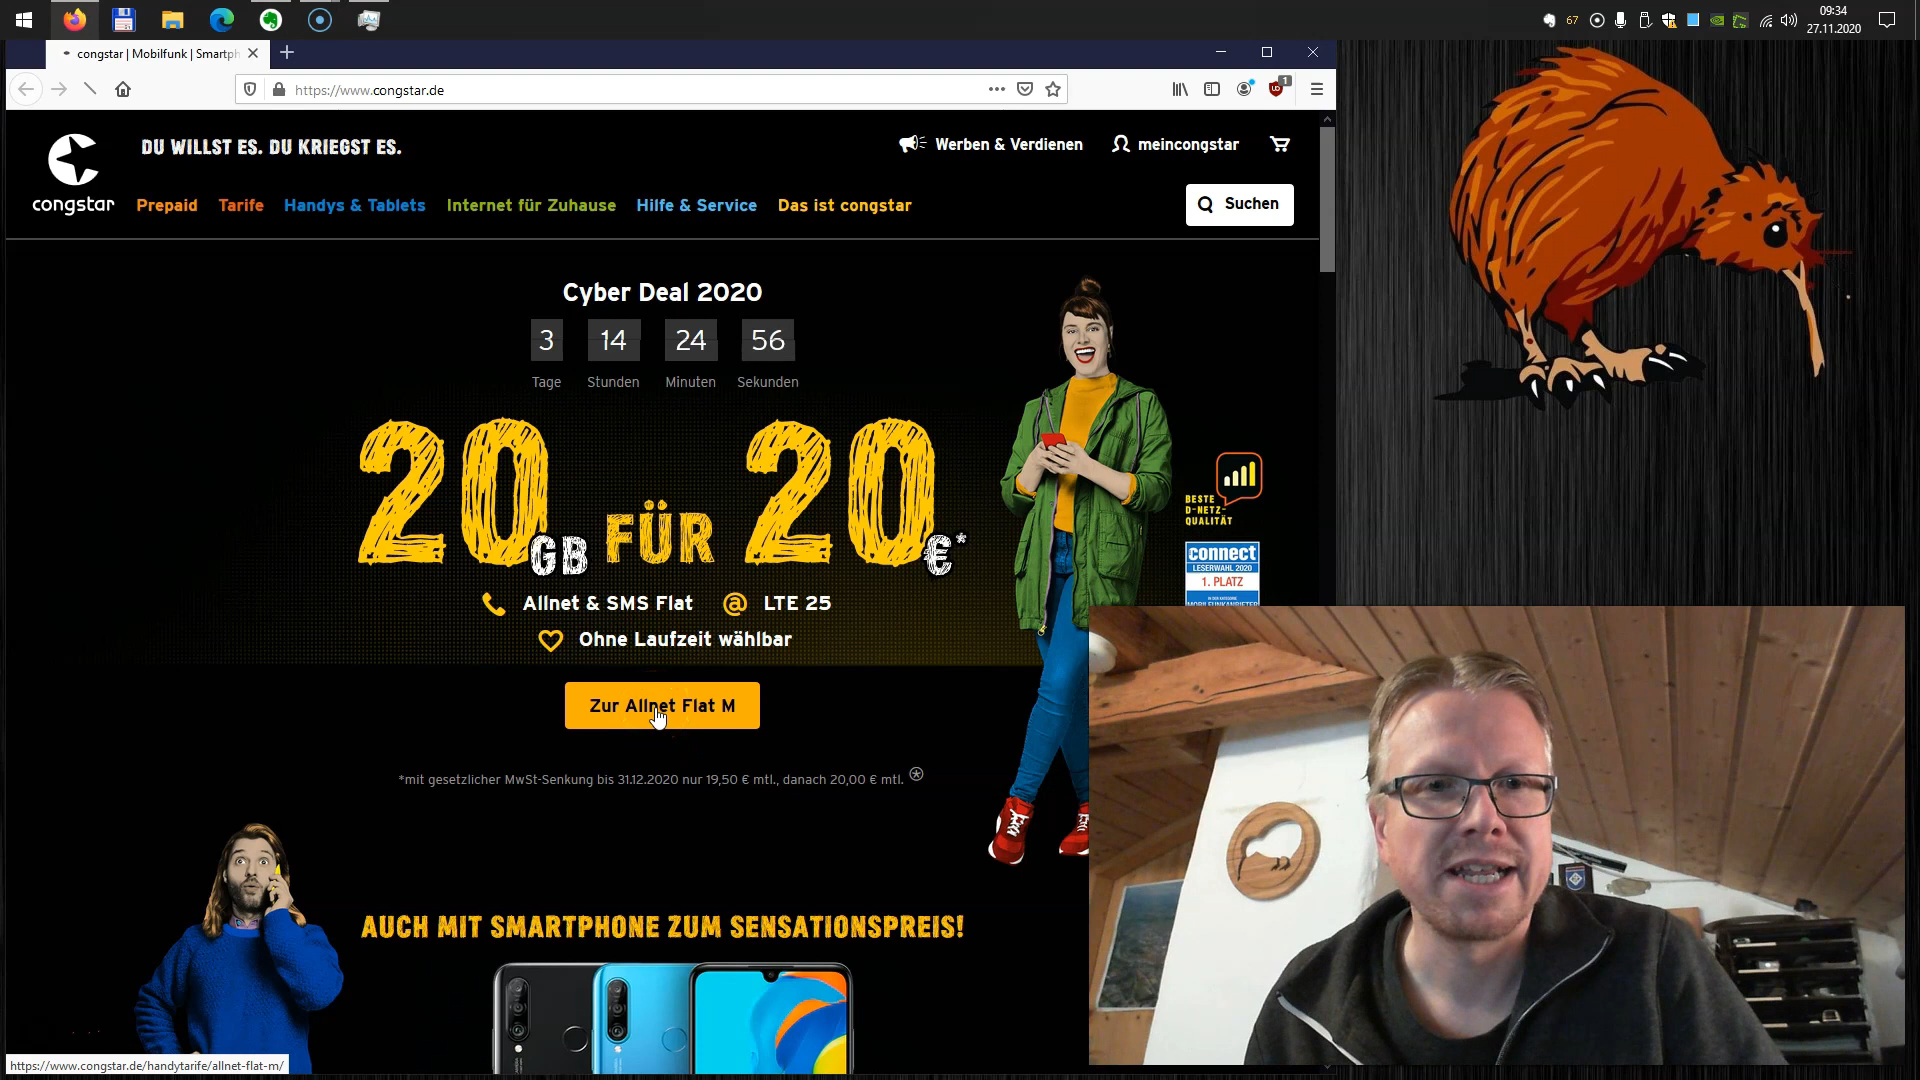 67
09:34
27.11.2020
congstar | Mobilfunk | Smartph
https://www.congstar.de
1
DU WILLST ES. DU KRIEGST ES.
Werben & Verdienen
meincongstar
congstar
Prepaid
Tarife
Handys & Tablets
Internet für Zuhause
Hilfe & Service
Das ist congstar
Suchen
Cyber Deal 2020
3 14 24 56
Tage Stunden Minuten Sekunden
20GB FÜR 20€*
Allnet & SMS Flat @ LTE 25
Ohne Laufzeit wählbar
BESTE
D-NETZ-
QUALITÄT
connect
LESERWAHL 2020
1. PLATZ
IN DER KATEGORIE
MOBILFUNKANBIETER
Zur Allnet Flat M
*mit gesetzlicher MwSt-Senkung bis 31.12.2020 nur 19,50 € mtl., danach 20,00 € mtl.
AUCH MIT SMARTPHONE ZUM SENSATIONSPREIS!
https://www.congstar.de/handytarife/allnet-flat-m/